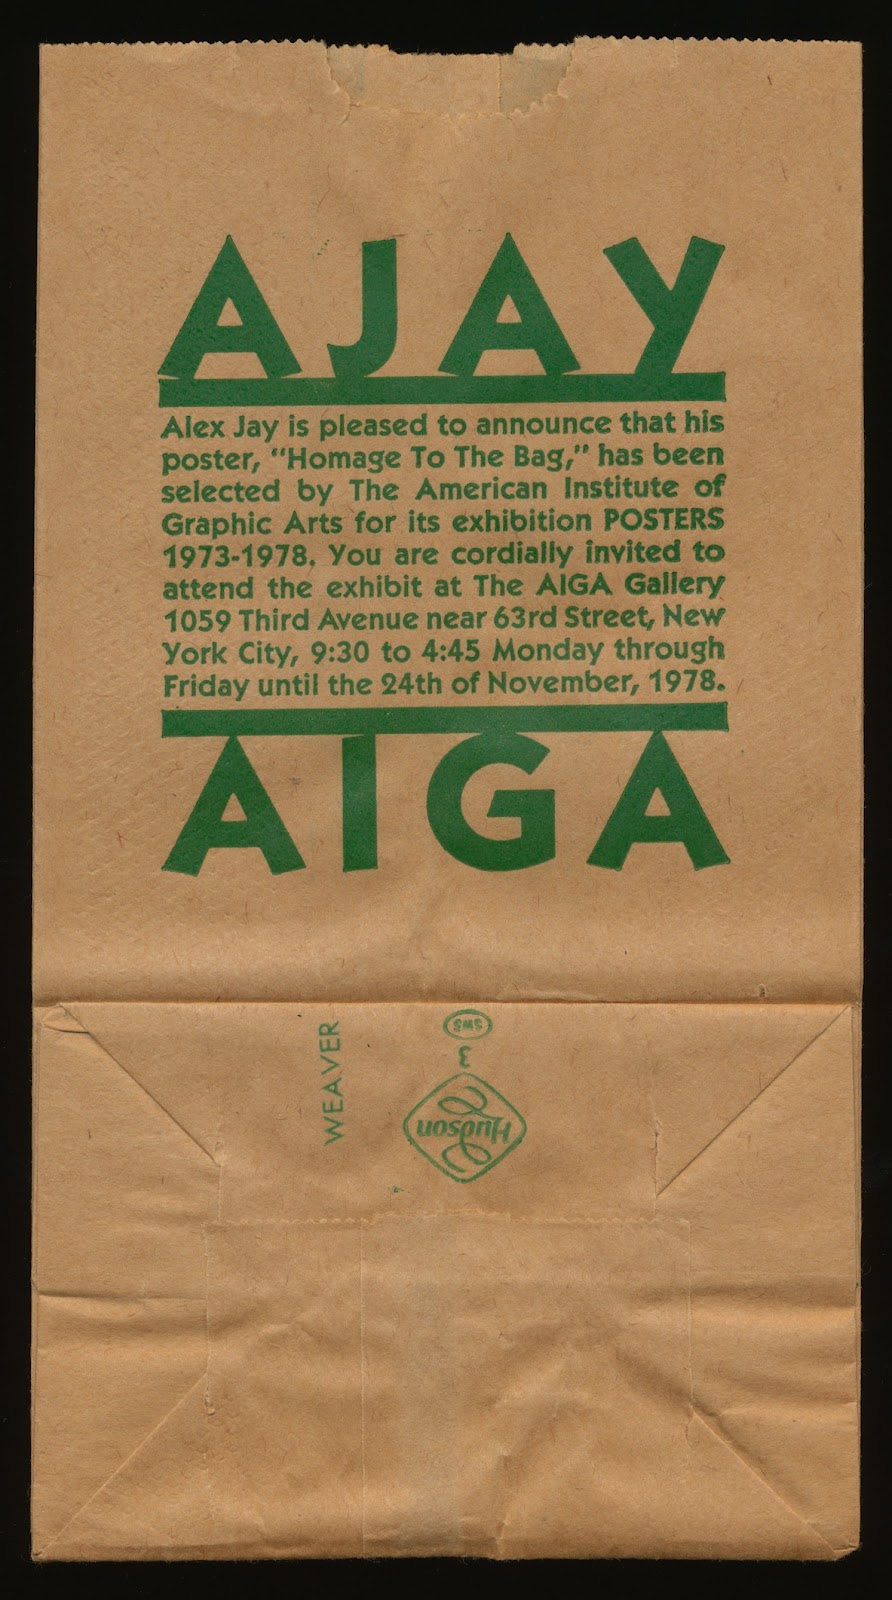 AJAY
Alex Jay is pleased to announce that his
poster, “Homage To The Bag,” has been
selected by The American Institute of
Graphic Arts for its exhibition POSTERS
1973-1978. You are cordially invited to
attend the exhibit at The AIGA Gallery
1059 Third Avenue near 63rd Street, New
York City, 9:30 to 4:45 Monday through
Friday until the 24th of November, 1978.
AIGA
WEAVER
SWS
3
Hudson